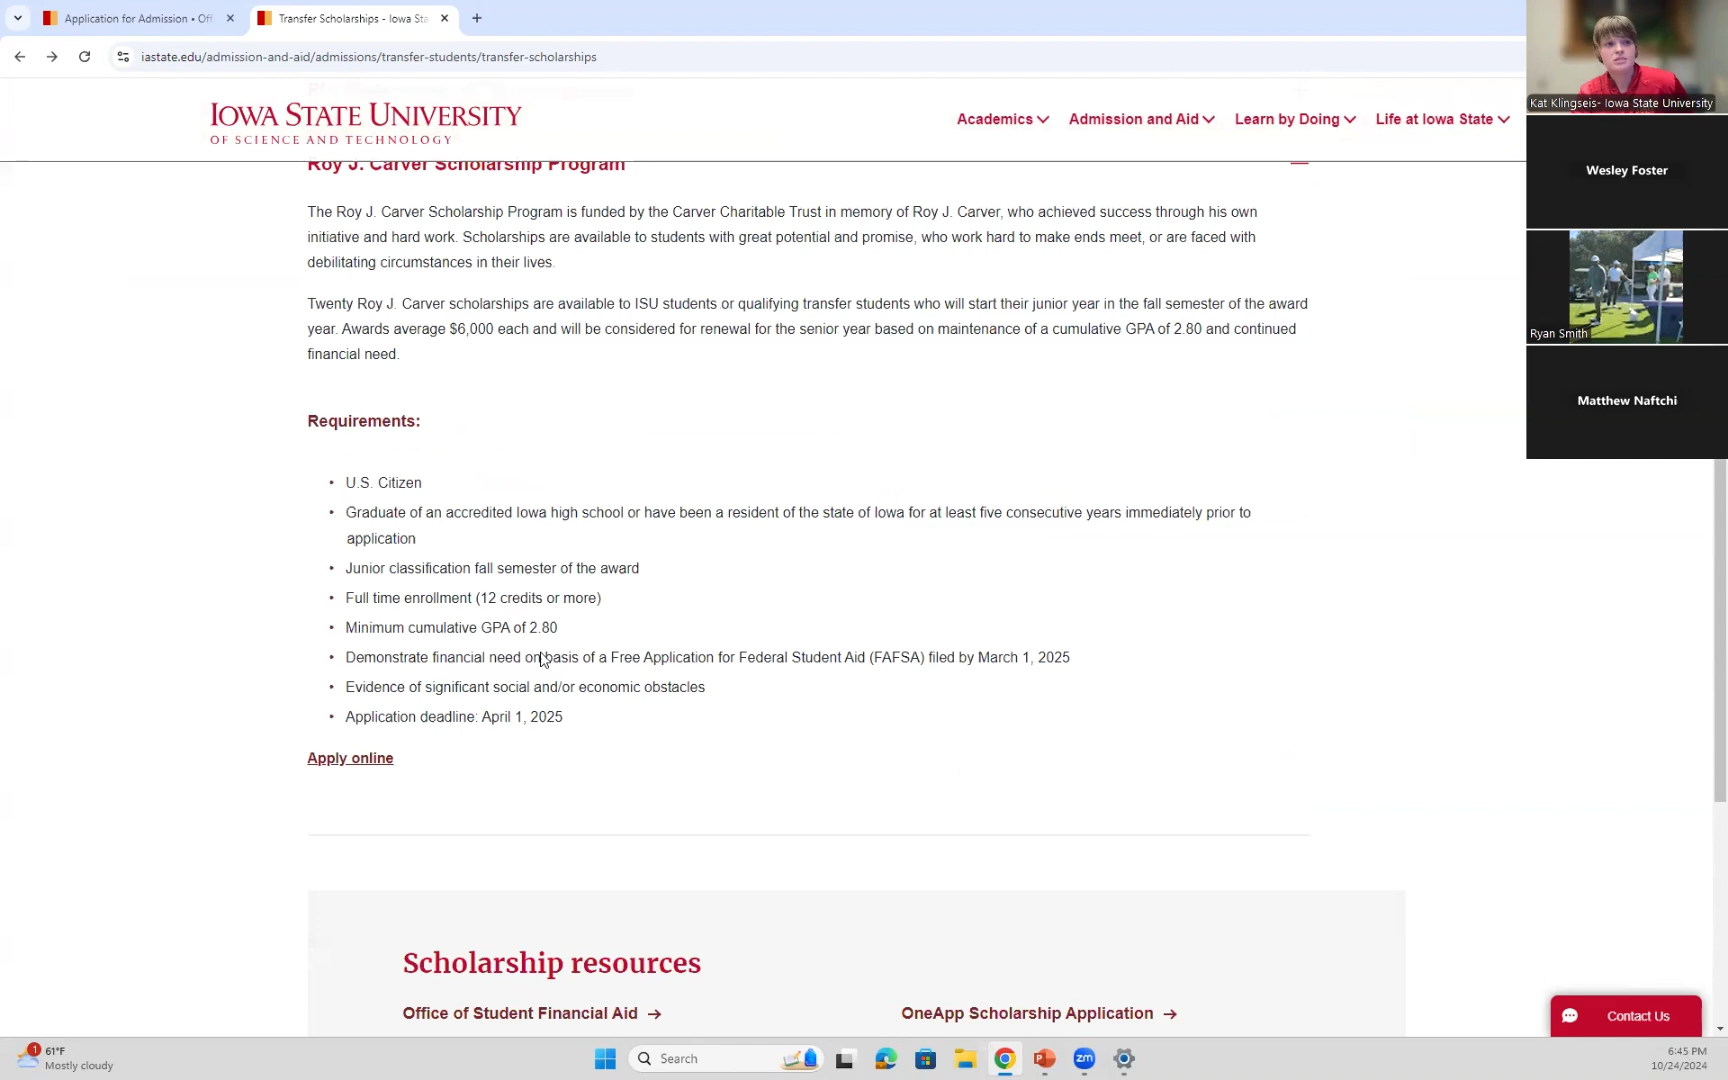 Application for Admission • Off
Transfer Scholarships - Iowa Sta
iastate.edu/admission-and-aid/admissions/transfer-students/transfer-scholarships
IOWA STATE UNIVERSITY
OF SCIENCE AND TECHNOLOGY
Academics
Admission and Aid
Learn by Doing
Life at Iowa State
Kat Klingseis- Iowa State University
Wesley Foster
Ryan Smith
Matthew Naftchi
Roy J. Carver Scholarship Program
The Roy J. Carver Scholarship Program is funded by the Carver Charitable Trust in memory of Roy J. Carver, who achieved success through his own
initiative and hard work. Scholarships are available to students with great potential and promise, who work hard to make ends meet, or are faced with
debilitating circumstances in their lives.
Twenty Roy J. Carver scholarships are available to ISU students or qualifying transfer students who will start their junior year in the fall semester of the award
year. Awards average $6,000 each and will be considered for renewal for the senior year based on maintenance of a cumulative GPA of 2.80 and continued
financial need.
Requirements:
• U.S. Citizen
• Graduate of an accredited Iowa high school or have been a resident of the state of Iowa for at least five consecutive years immediately prior to
application
• Junior classification fall semester of the award
• Full time enrollment (12 credits or more)
• Minimum cumulative GPA of 2.80
• Demonstrate financial need on basis of a Free Application for Federal Student Aid (FAFSA) filed by March 1, 2025
• Evidence of significant social and/or economic obstacles
• Application deadline: April 1, 2025
Apply online
Scholarship resources
Office of Student Financial Aid →
OneApp Scholarship Application →
Contact Us
1
61°F
Mostly cloudy
Search
zm
6:45 PM
10/24/2024